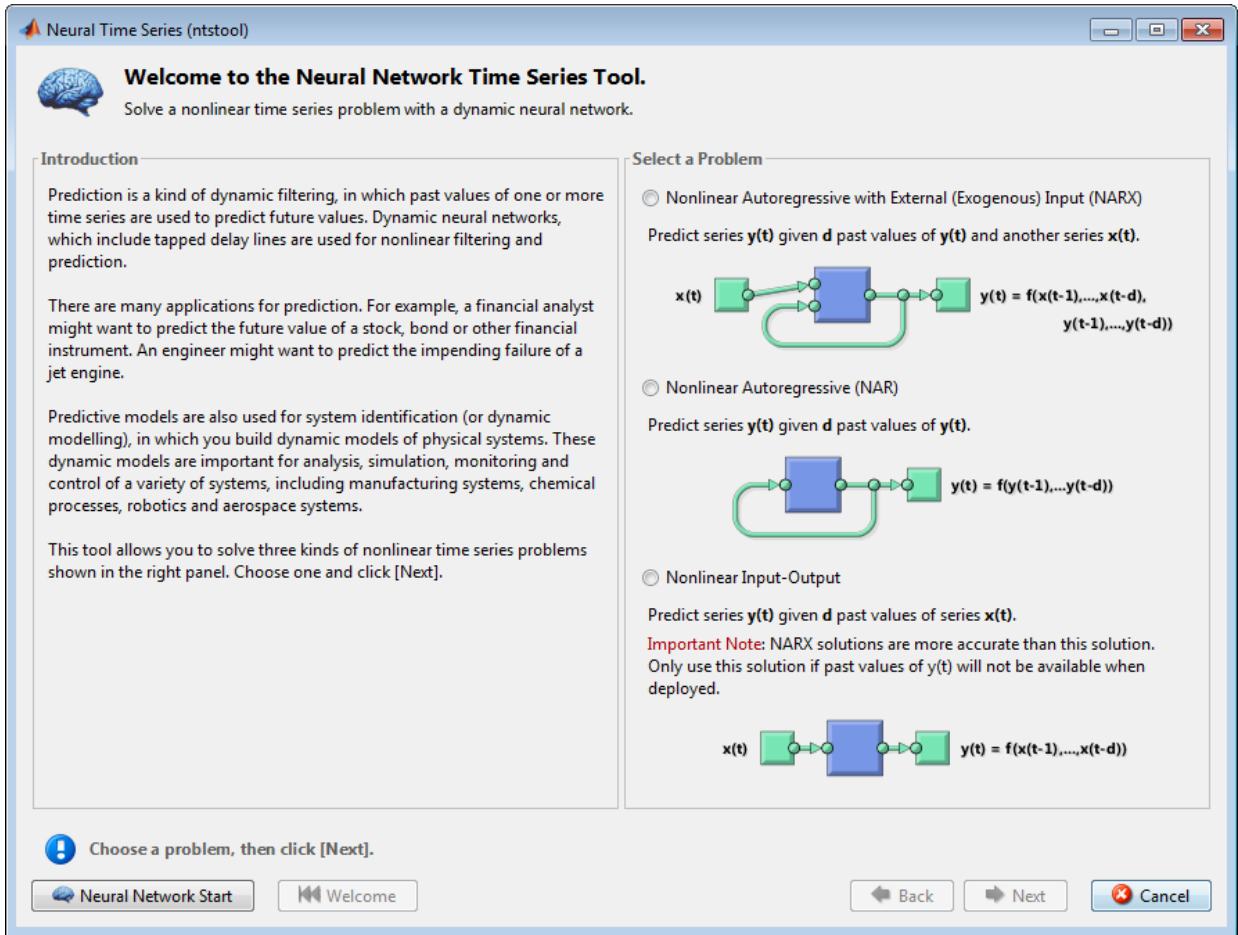 Neural Time Series (ntstool)
Welcome to the Neural Network Time Series Tool.
Solve a nonlinear time series problem with a dynamic neural network.
Introduction
Prediction is a kind of dynamic filtering, in which past values of one or more
time series are used to predict future values. Dynamic neural networks,
which include tapped delay lines are used for nonlinear filtering and
prediction.
There are many applications for prediction. For example, a financial analyst
might want to predict the future value of a stock, bond or other financial
instrument. An engineer might want to predict the impending failure of a
jet engine.
Predictive models are also used for system identification (or dynamic
modelling), in which you build dynamic models of physical systems. These
dynamic models are important for analysis, simulation, monitoring and
control of a variety of systems, including manufacturing systems, chemical
processes, robotics and aerospace systems.
This tool allows you to solve three kinds of nonlinear time series problems
shown in the right panel. Choose one and click [Next].
Select a Problem
Nonlinear Autoregressive with External (Exogenous) Input (NARX)
Predict series y(t) given d past values of y(t) and another series x(t).
x(t)
y(t) = f(x(t-1),...,x(t-d),
y(t-1),...,y(t-d))
Nonlinear Autoregressive (NAR)
Predict series y(t) given d past values of y(t).
y(t) = f(y(t-1),...y(t-d))
Nonlinear Input-Output
Predict series y(t) given d past values of series x(t).
Important Note: NARX solutions are more accurate than this solution.
Only use this solution if past values of y(t) will not be available when
deployed.
x(t)
y(t) = f(x(t-1),...,x(t-d))
Choose a problem, then click [Next].
Neural Network Start
Welcome
Back
Next
Cancel